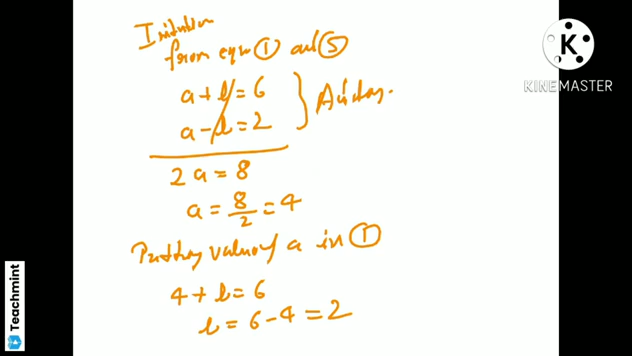 from eqn ① and ⑤
a + b = 6
a - b = 2
Adding.
2a = 8
a = 8/2 = 4
Putting value of a in ①
4 + b = 6
b = 6 - 4 = 2
K
KINEMASTER
Teachmint